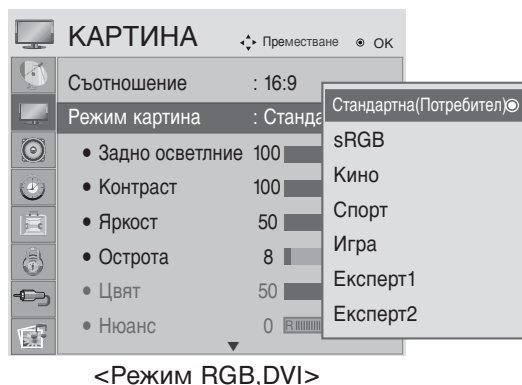 КАРТИНА Преместване OK
Съотношение : 16:9
Режим картина : Станда
• Задно осветлние 100
• Контраст 100
• Яркост 50
• Острота 8
• Цвят 50
• Нюанс 0 R
Стандартна(Потребител)
sRGB
Кино
Спорт
Игра
Експерт1
Експерт2
<Режим RGB,DVI>